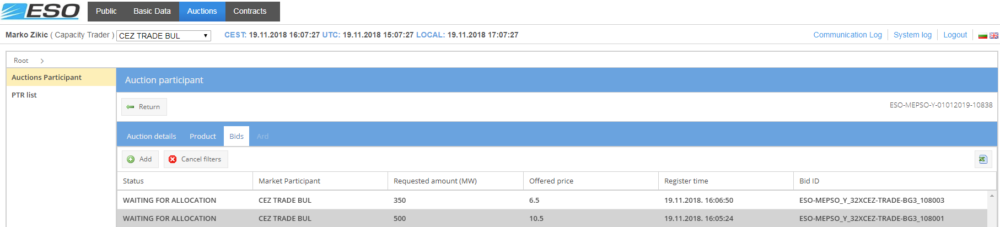 ESO Public Basic Data Auctions Contracts
Marko Zikic ( Capacity Trader ) CEZ TRADE BUL CEST: 19.11.2018 16:07:27 UTC: 19.11.2018 15:07:27 LOCAL: 19.11.2018 17:07:27 Communication Log System log Logout
Root
Auctions Participant
PTR list
Auction participant
Return ESO-MEPSO-Y-01012019-10838
Auction details Product Bids Ard
Add Cancel filters
Status Market Participant Requested amount (MW) Offered price Register time Bid ID
WAITING FOR ALLOCATION CEZ TRADE BUL 350 6.5 19.11.2018. 16:06:50 ESO-MEPSO_Y_32XCEZ-TRADE-BG3_108003
WAITING FOR ALLOCATION CEZ TRADE BUL 500 10.5 19.11.2018. 16:05:24 ESO-MEPSO_Y_32XCEZ-TRADE-BG3_108001